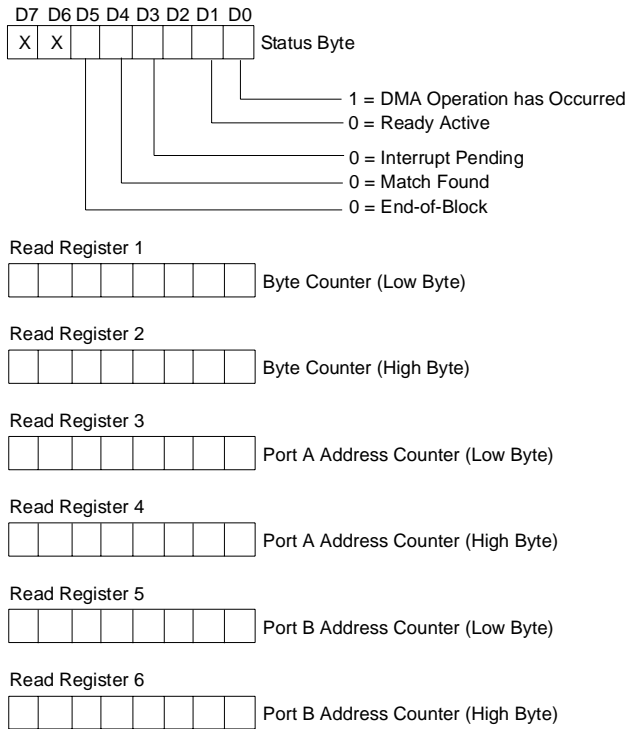 D7 D6 D5 D4 D3 D2 D1 D0
X X Status Byte
1 = DMA Operation has Occurred
0 = Ready Active
0 = Interrupt Pending
0 = Match Found
0 = End-of-Block
Read Register 1
Byte Counter (Low Byte)
Read Register 2
Byte Counter (High Byte)
Read Register 3
Port A Address Counter (Low Byte)
Read Register 4
Port A Address Counter (High Byte)
Read Register 5
Port B Address Counter (Low Byte)
Read Register 6
Port B Address Counter (High Byte)